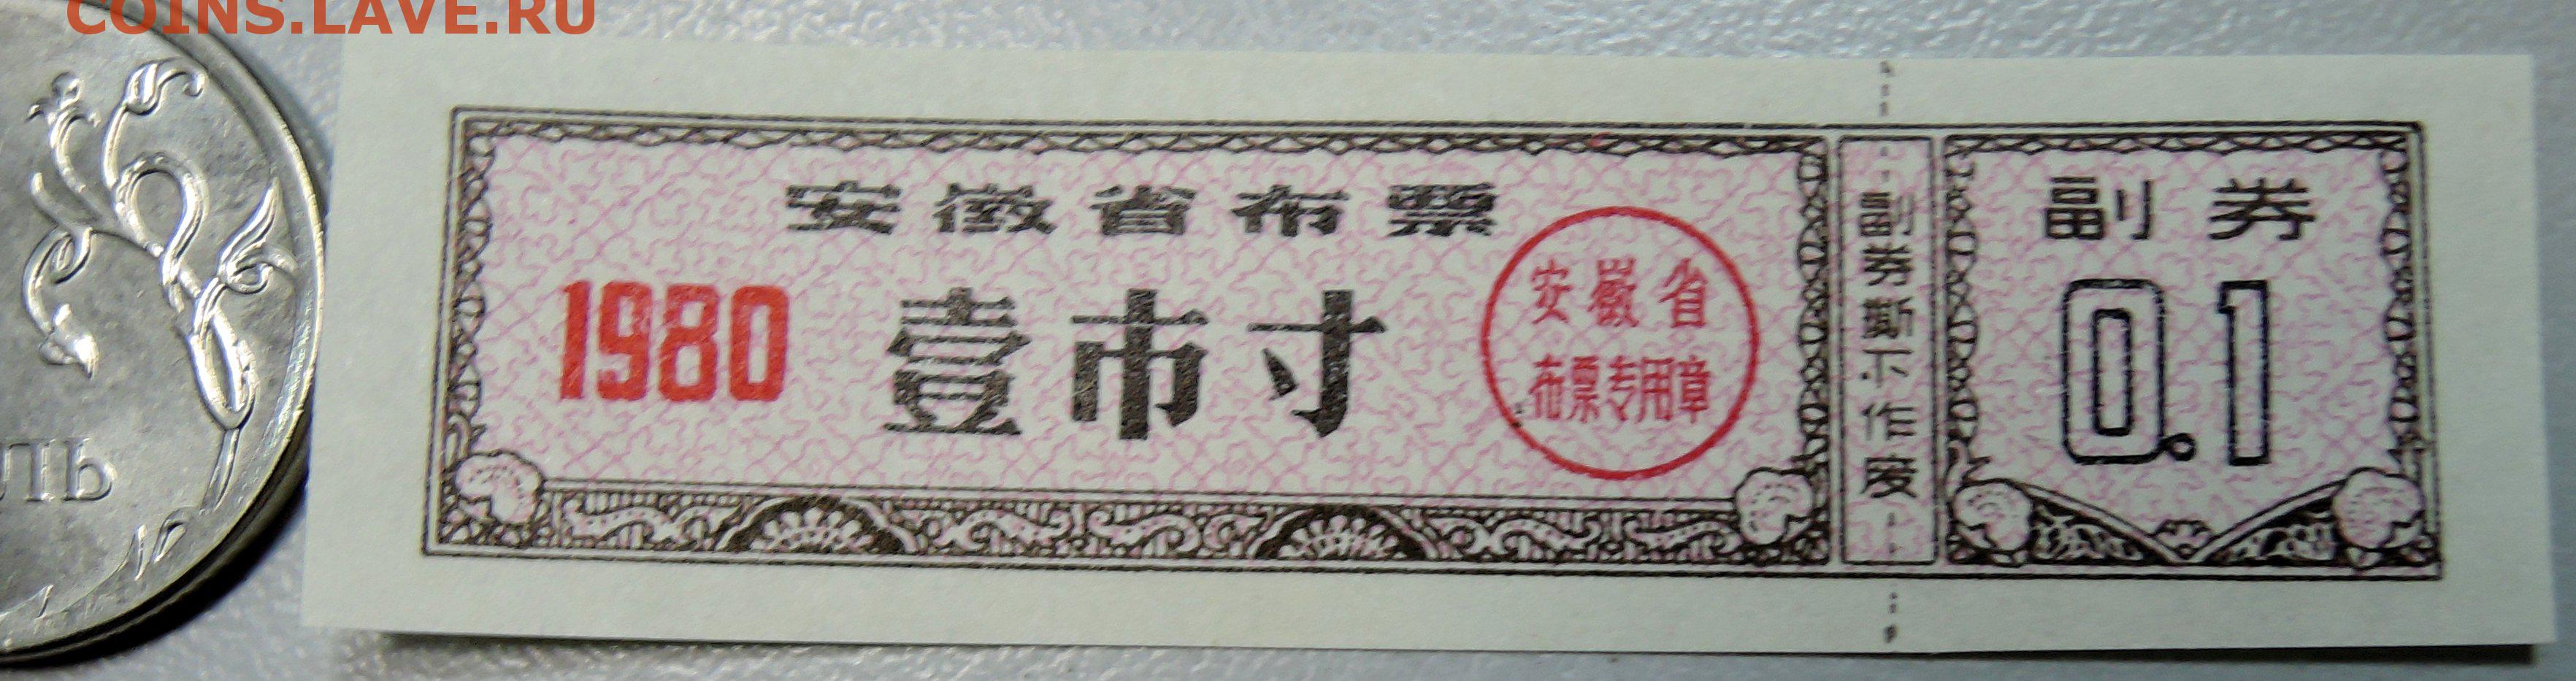 COINS.LAVE.RU
安徽省布票
1980
壹市寸
安徽省
布票专用章
副券撕下作废
副券
0.1
ЛЬ